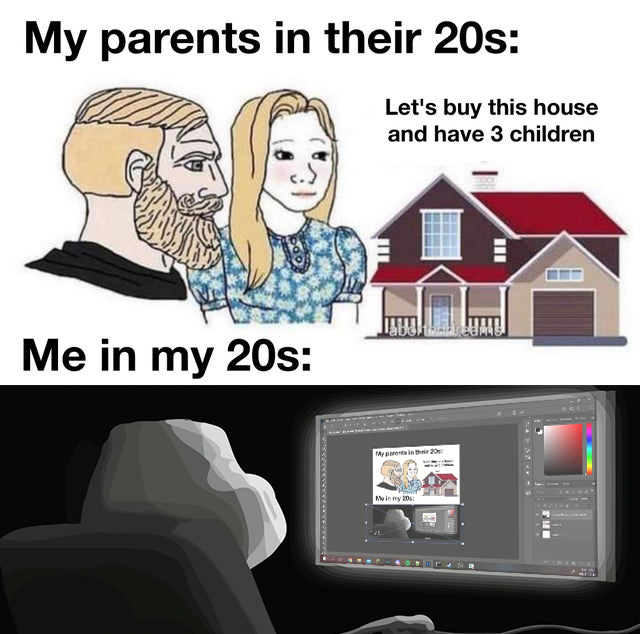 My parents in their 20s:
Let's buy this house
and have 3 children
aborteddreams
Me in my 20s:
My parents in their 20s:
Me in my 20s: